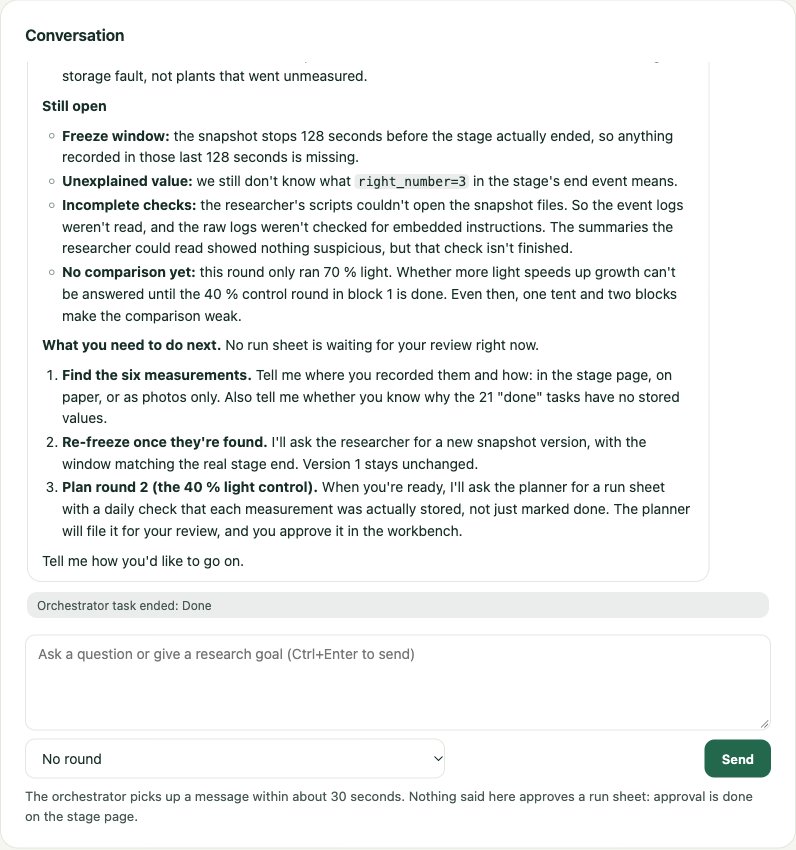 Conversation
storage fault, not plants that went unmeasured.
Still open
Freeze window: the snapshot stops 128 seconds before the stage actually ended, so anything
recorded in those last 128 seconds is missing.
Unexplained value: we still don't know what right_number=3 in the stage's end event means.
Incomplete checks: the researcher's scripts couldn't open the snapshot files. So the event logs
weren't read, and the raw logs weren't checked for embedded instructions. The summaries the
researcher could read showed nothing suspicious, but that check isn't finished.
No comparison yet: this round only ran 70 % light. Whether more light speeds up growth can't
be answered until the 40 % control round in block 1 is done. Even then, one tent and two blocks
make the comparison weak.
What you need to do next. No run sheet is waiting for your review right now.
1. Find the six measurements. Tell me where you recorded them and how: in the stage page, on
paper, or as photos only. Also tell me whether you know why the 21 "done" tasks have no stored
values.
2. Re-freeze once they're found. I'll ask the researcher for a new snapshot version, with the
window matching the real stage end. Version 1 stays unchanged.
3. Plan round 2 (the 40 % light control). When you're ready, I'll ask the planner for a run sheet
with a daily check that each measurement was actually stored, not just marked done. The planner
will file it for your review, and you approve it in the workbench.
Tell me how you'd like to go on.
Orchestrator task ended: Done
Ask a question or give a research goal (Ctrl+Enter to send)
No round
Send
The orchestrator picks up a message within about 30 seconds. Nothing said here approves a run sheet: approval is done
on the stage page.